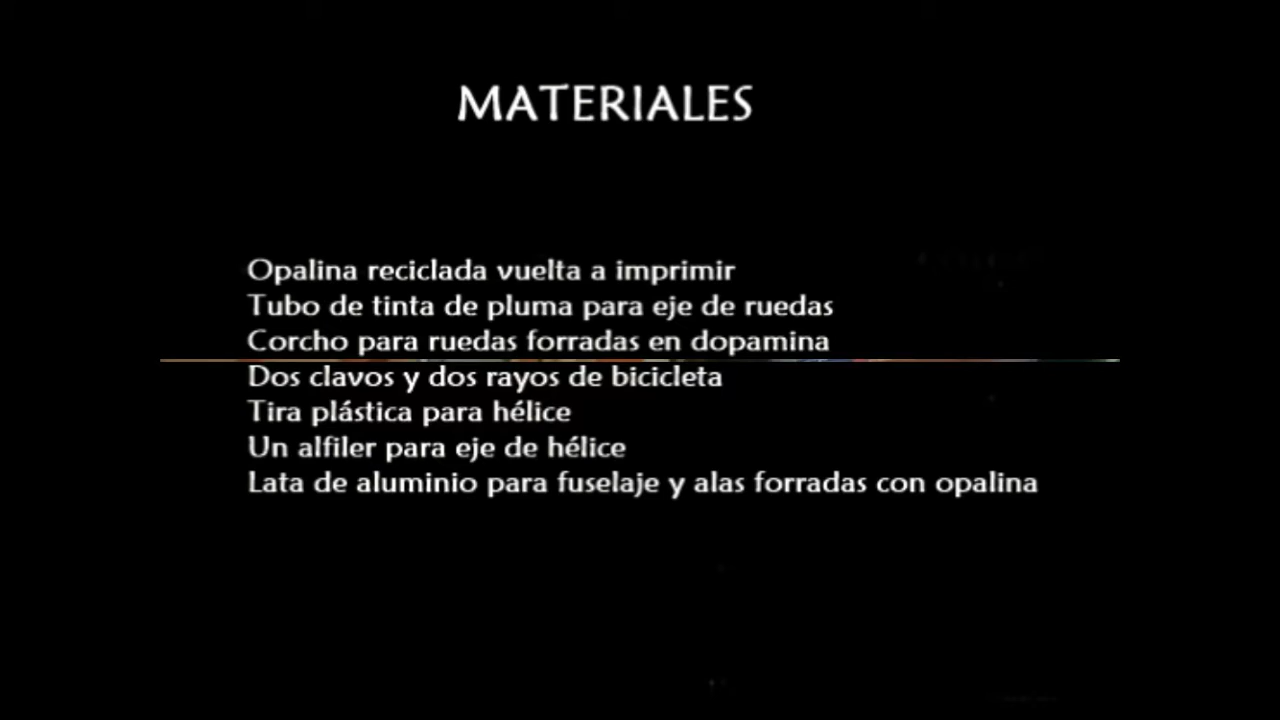 MATERIALES
Opalina reciclada vuelta a imprimir
Tubo de tinta de pluma para eje de ruedas
Corcho para ruedas forradas en dopamina
Dos clavos y dos rayos de bicicleta
Tira plástica para hélice
Un alfiler para eje de hélice
Lata de aluminio para fuselaje y alas forradas con opalina